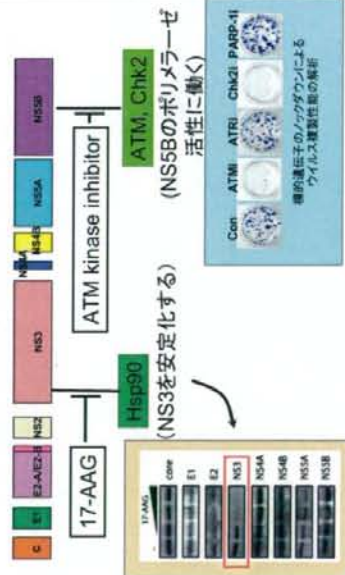 C
E1
E2-A/E2-B
NS2
NS3
NS4A
NS4B
NS5A
NS5B
17-AAG
ATM kinase inhibitor
Hsp90
(NS3を安定化する)
ATM, Chk2
(NS5Bのポリメラーゼ
活性に働く)
17-AAG
core
E1
E2
NS3
NS4A
NS4B
NS5A
NS5B
Con
ATMi
ATRi
Chk2i
PARP-1i
標的遺伝子のノックダウンによる
ウイルス複製性能の解析